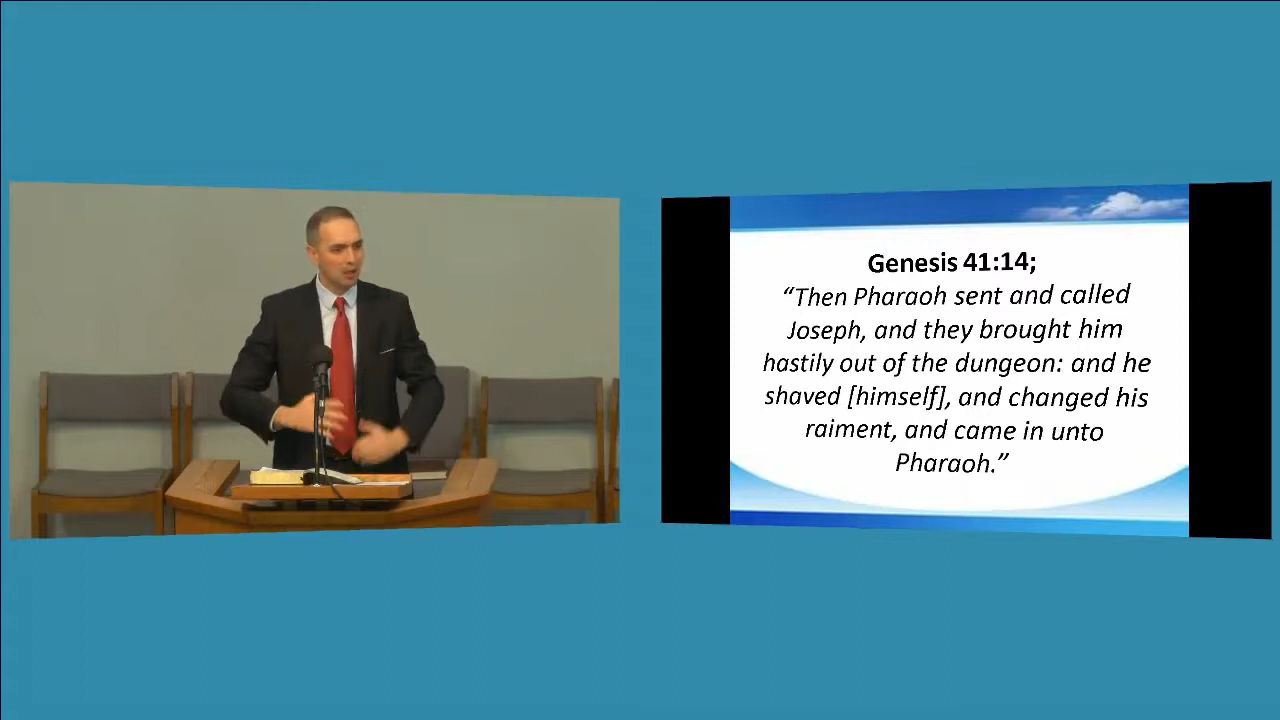 Genesis 41:14;
“Then Pharaoh sent and called
Joseph, and they brought him
hastily out of the dungeon: and he
shaved [himself], and changed his
raiment, and came in unto
Pharaoh.”